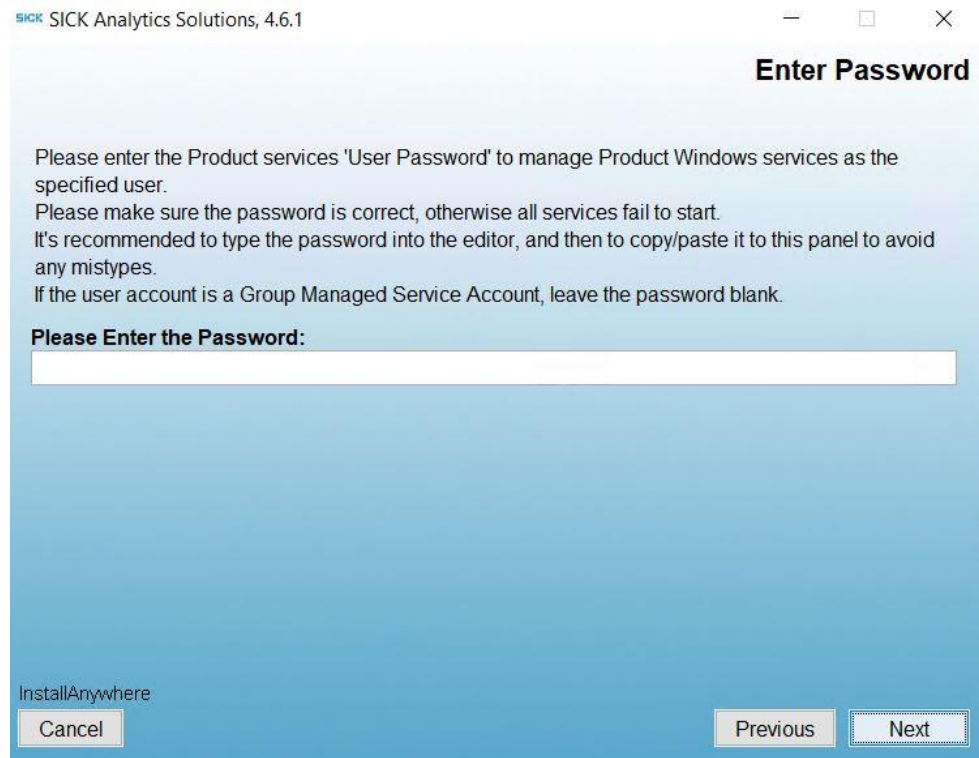 SICK SICK Analytics Solutions, 4.6.1
Enter Password
Please enter the Product services 'User Password' to manage Product Windows services as the
specified user.
Please make sure the password is correct, otherwise all services fail to start.
It's recommended to type the password into the editor, and then to copy/paste it to this panel to avoid
any mistypes.
If the user account is a Group Managed Service Account, leave the password blank.
Please Enter the Password:
InstallAnywhere
Cancel Previous Next